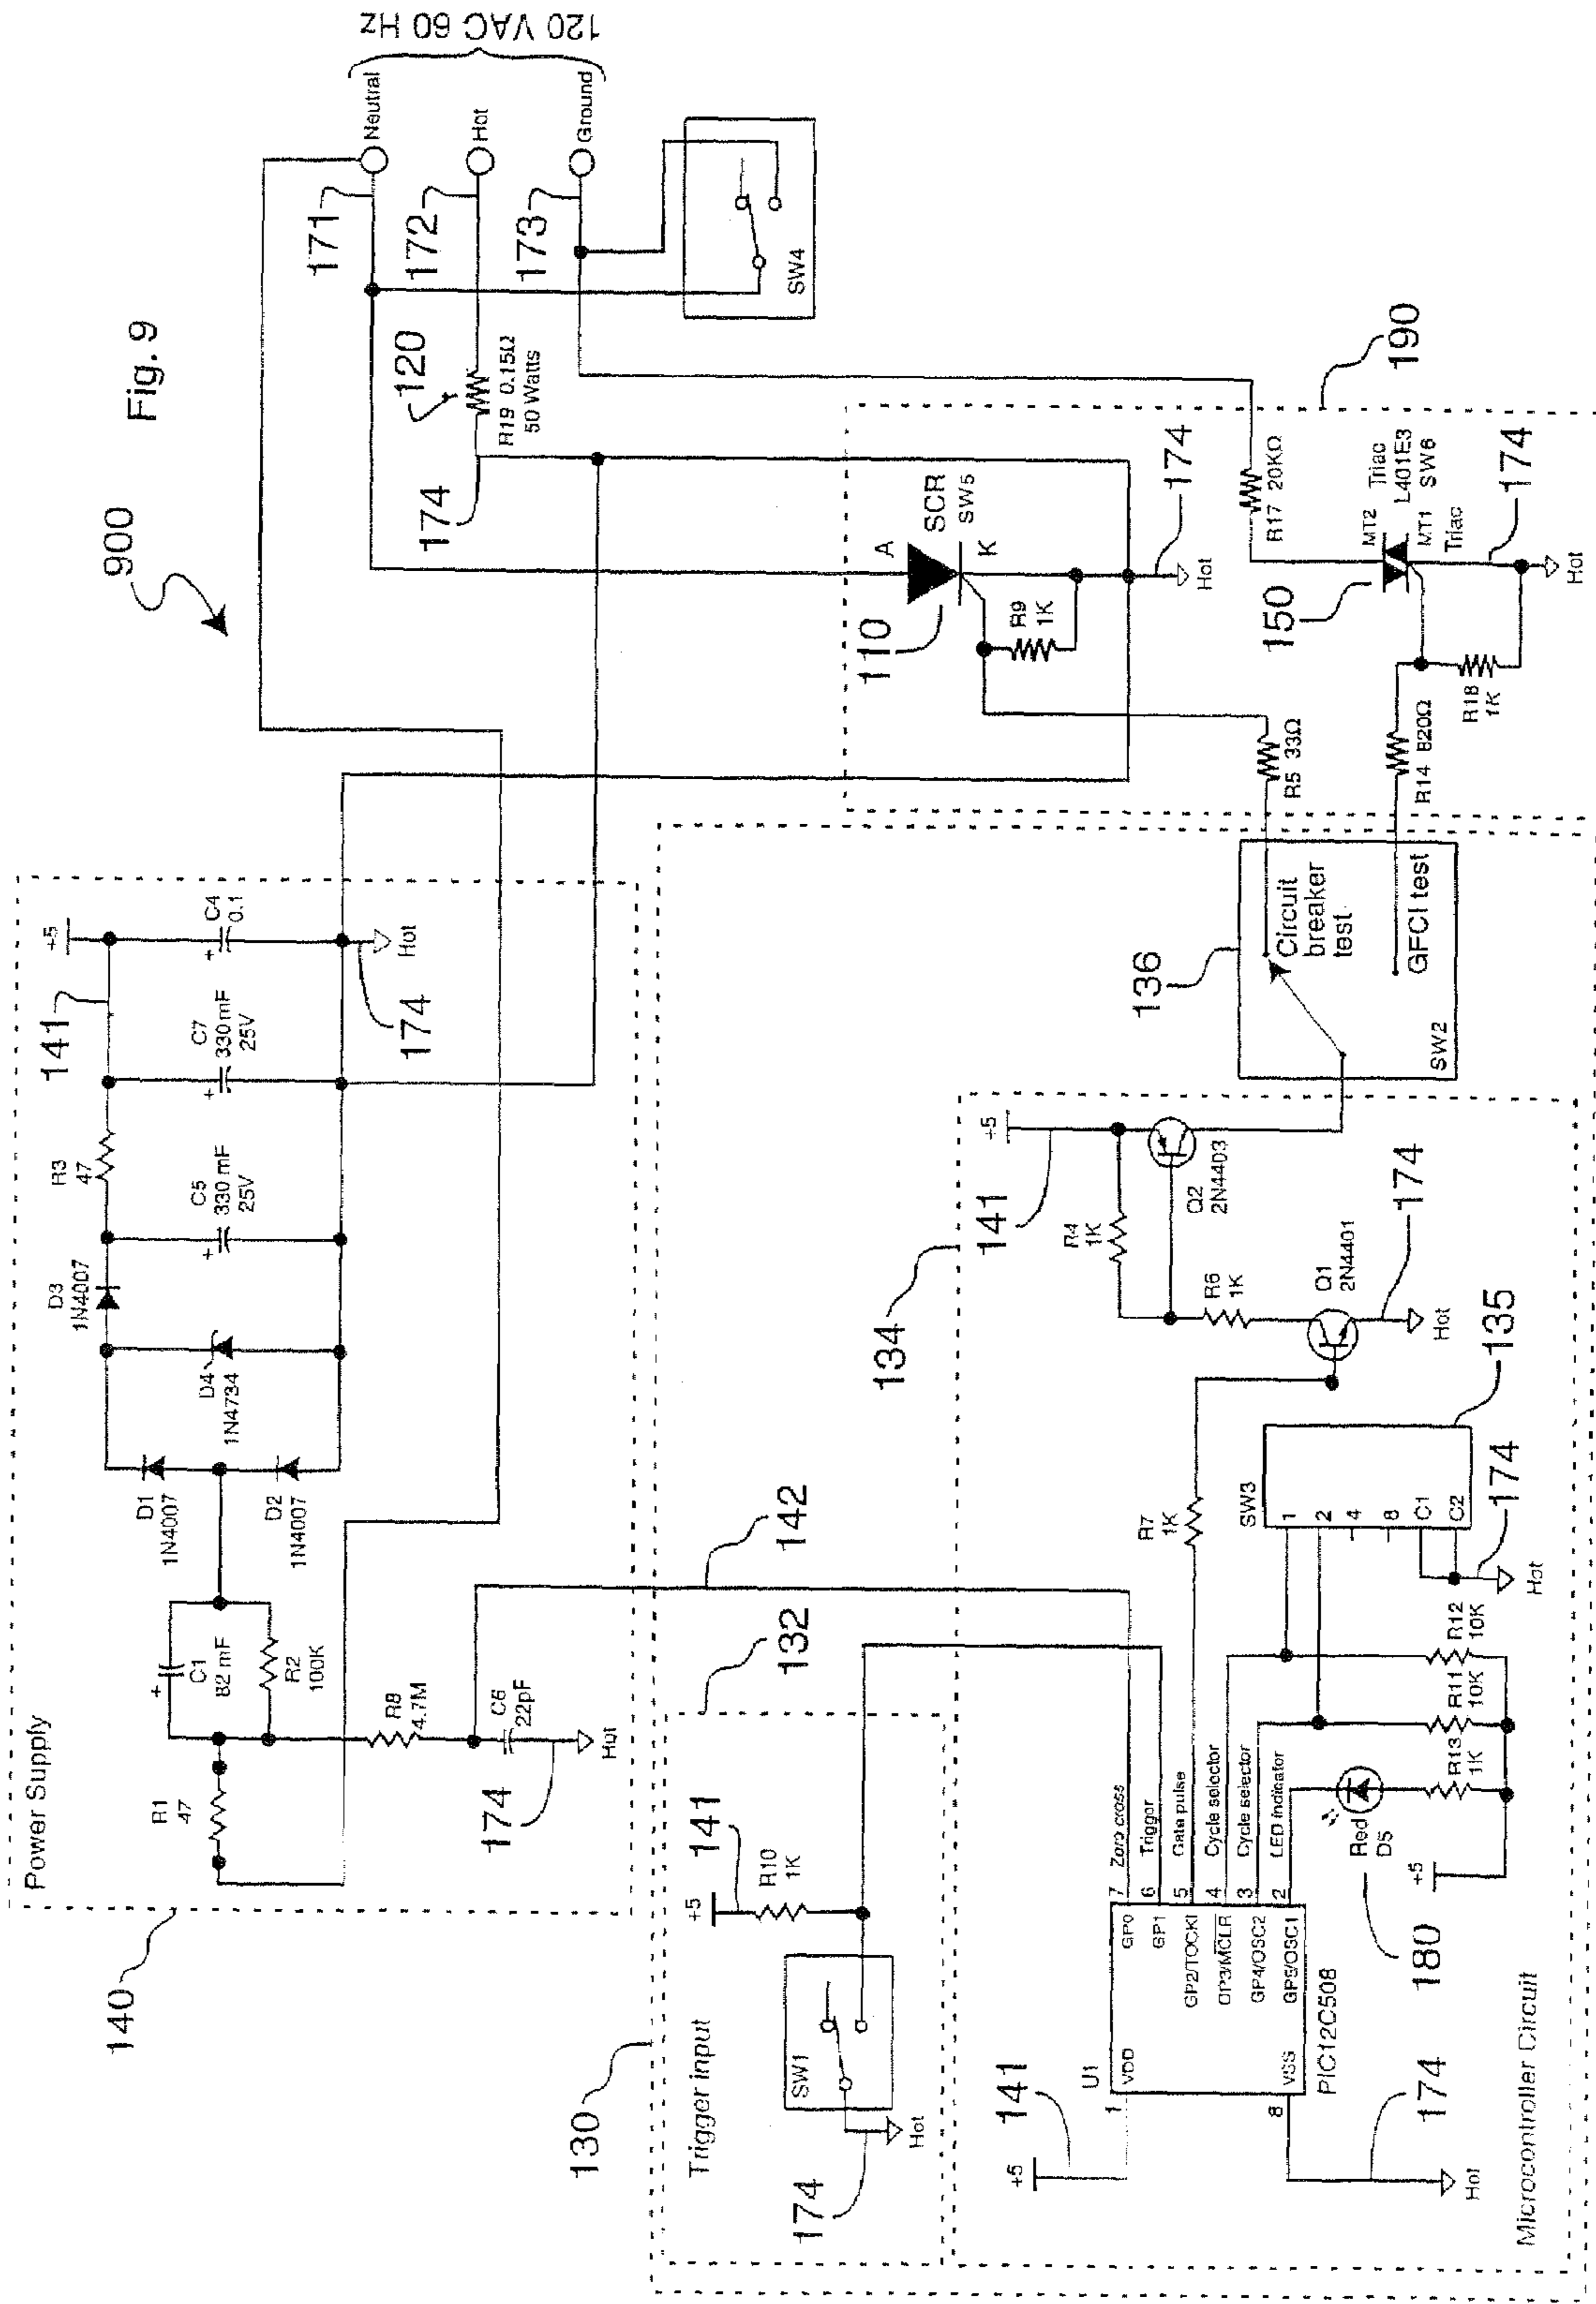 Fig. 9
900
120 VAC 60 Hz
Neutral
Hot
Ground
171
172
173
120
R19 0.15Ω
50 Watts
174
SW4
Power Supply
140
R1
47
C1
82 mF
R2
100K
R8
4.7M
C6
22pF
174
Hot
D1
1N4007
D2
1N4007
D3
1N4007
D4
1N4734
C5
330 mF
25V
R3
47
C7
330 mF
25V
C4
0.1
+5
141
174
Hot
142
130
132
Trigger input
SW1
174
Hot
+5
141
R10
1K
134
Microcontroller Circuit
U1
1
VDD
8
VSS
PIC12C508
+5
141
174
Hot
GP0
GP1
GP2/TOCKI
GP4/OSC2
GP5/OSC1
7
6
5
4
3
2
Zero cross
Trigger
Gate pulse
Cycle selector
Cycle selector
LED indicator
Red
D5
180
+5
R13
1K
R11
10K
R12
10K
R7
1K
SW3
1
2
4
8
C1
C2
135
174
Hot
Q1
2N4401
174
Hot
R6
1K
R4
1K
+5
141
Q2
2N4403
136
SW2
Circuit
breaker
test
GFCI test
190
R5 33Ω
R14 820Ω
110
A
K
SCR
SW5
R9
1K
174
Hot
R17 20KΩ
150
MT2
MT1
Triac
L401E3
SW6
Triac
R18
1K
174
Hot